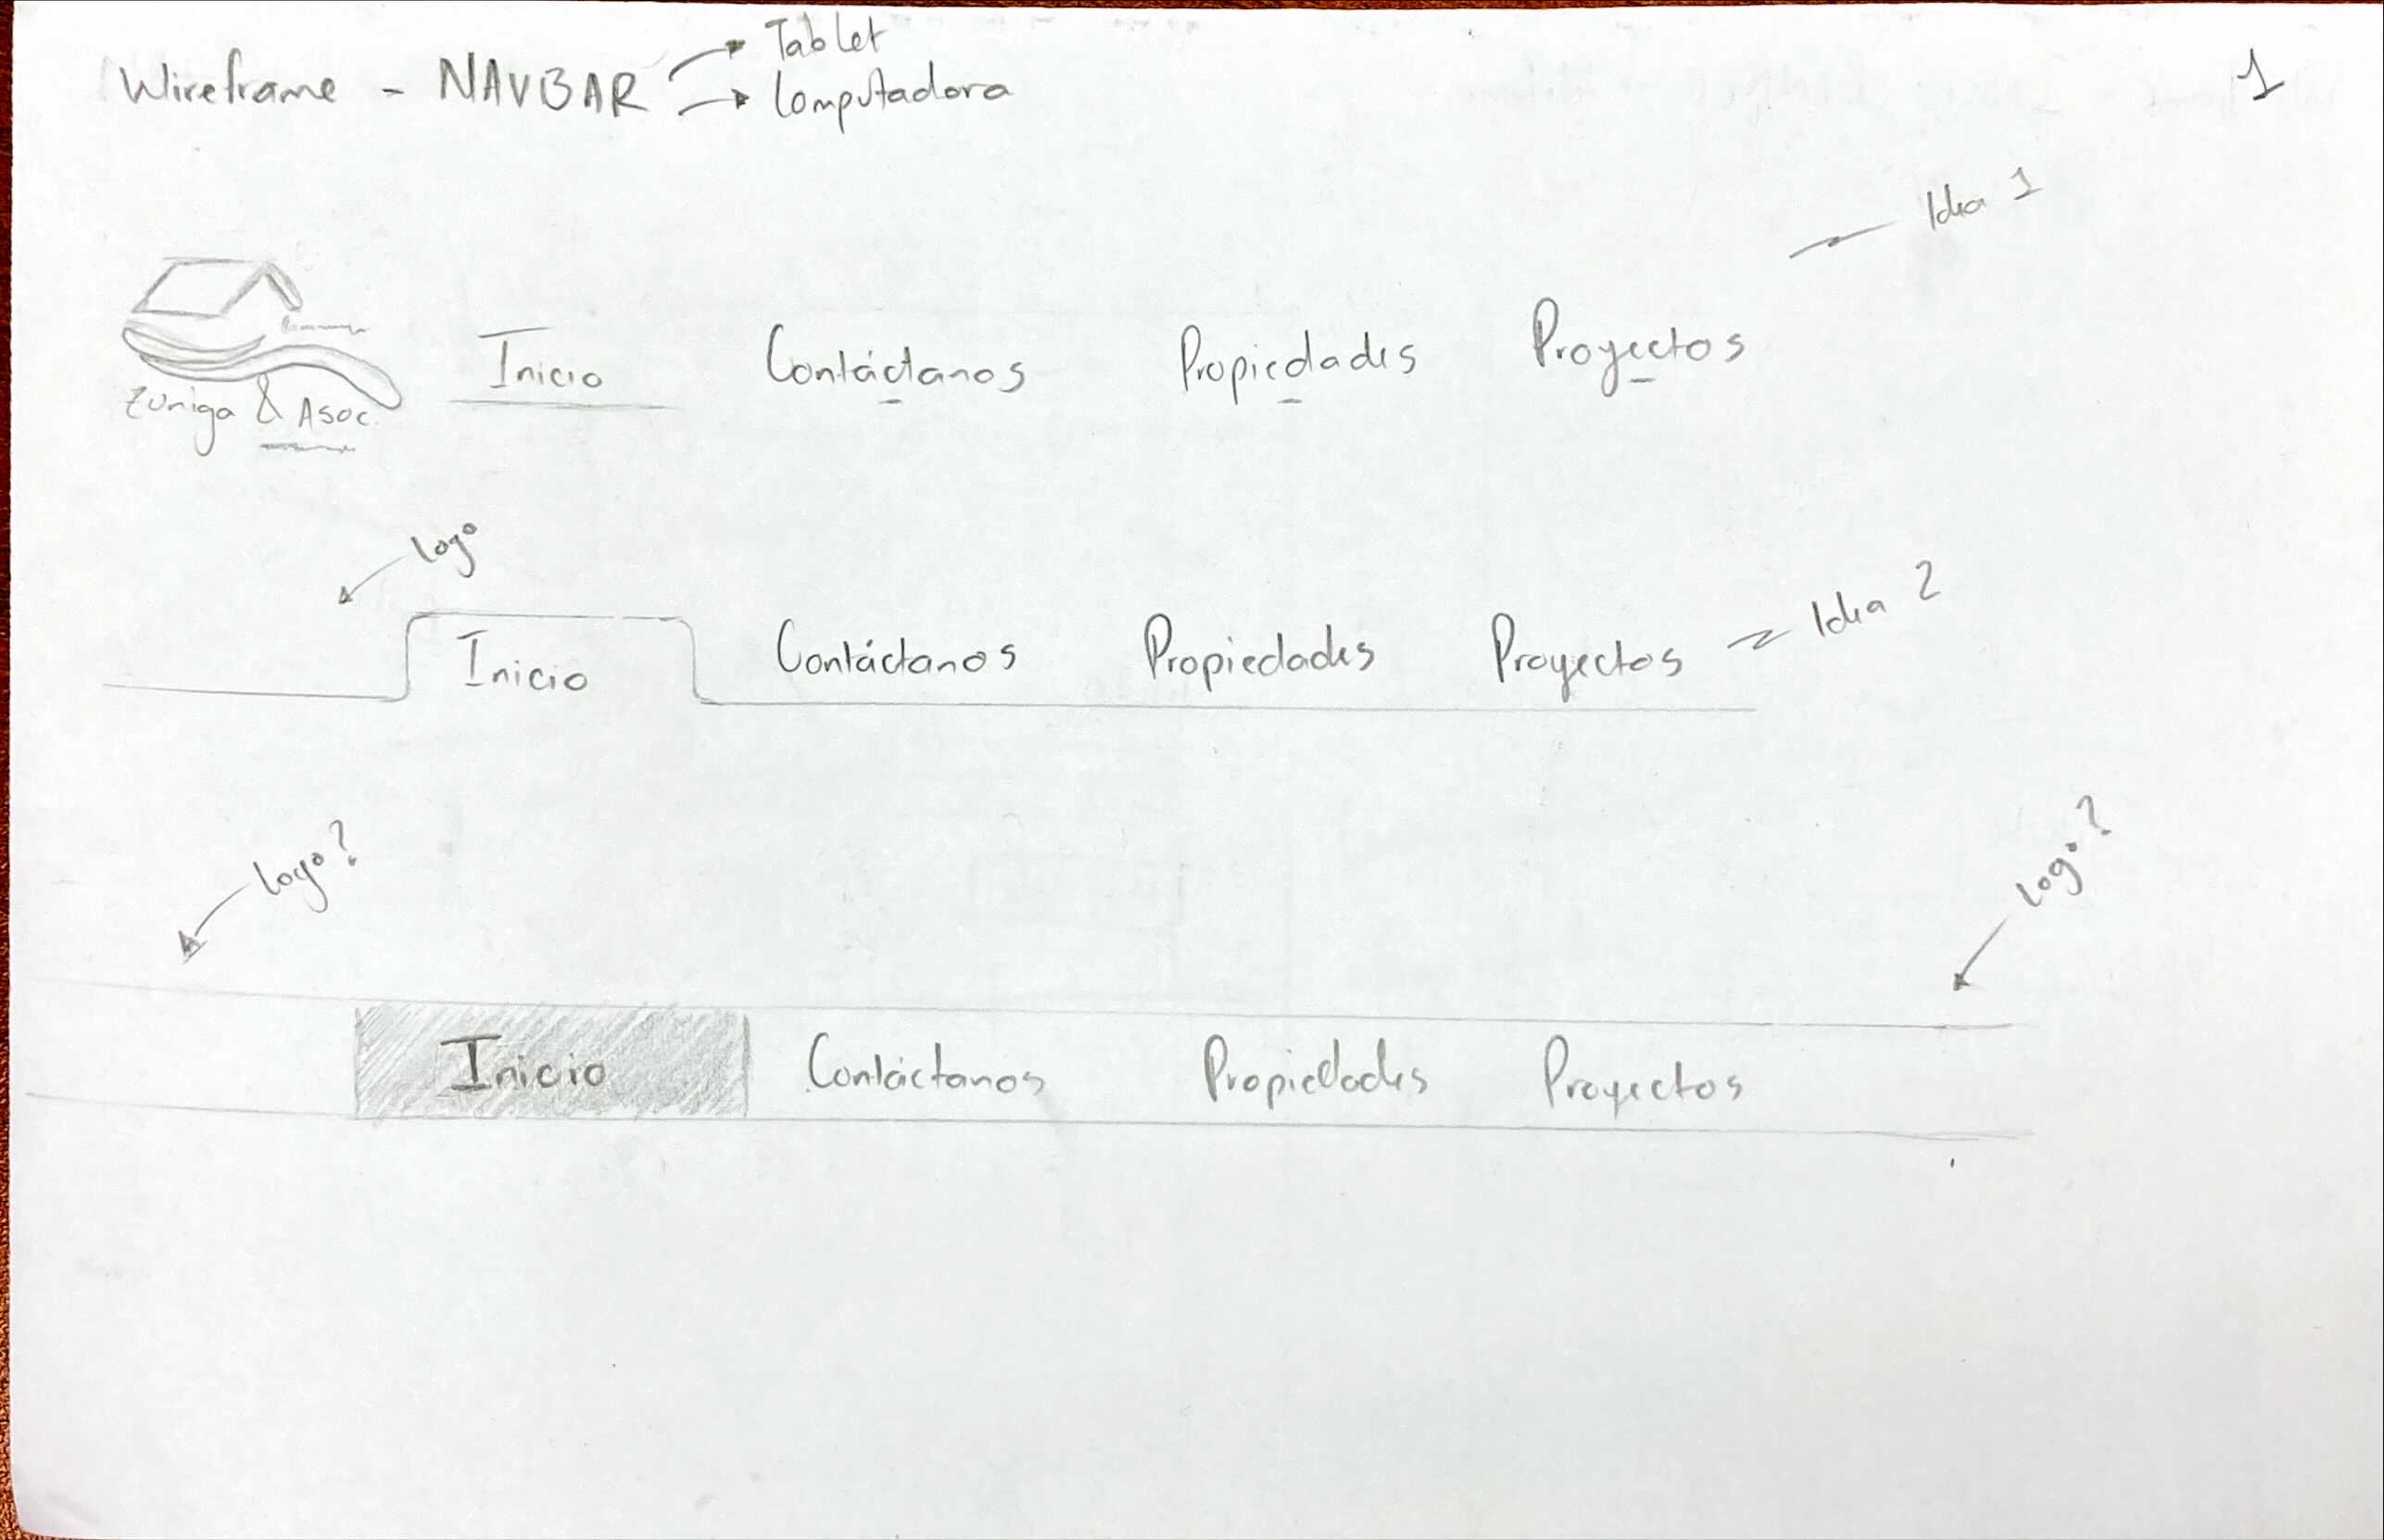 Tablet
Wireframe - NAVBAR
Computadora
1
Idea 1
Inicio Contáctanos Propiedades Proyectos
Zuniga & Asoc.
Logo
Idea 2
Inicio Contáctanos Propiedades Proyectos
Logo?
Logo?
Inicio Contáctanos Propiedades Proyectos